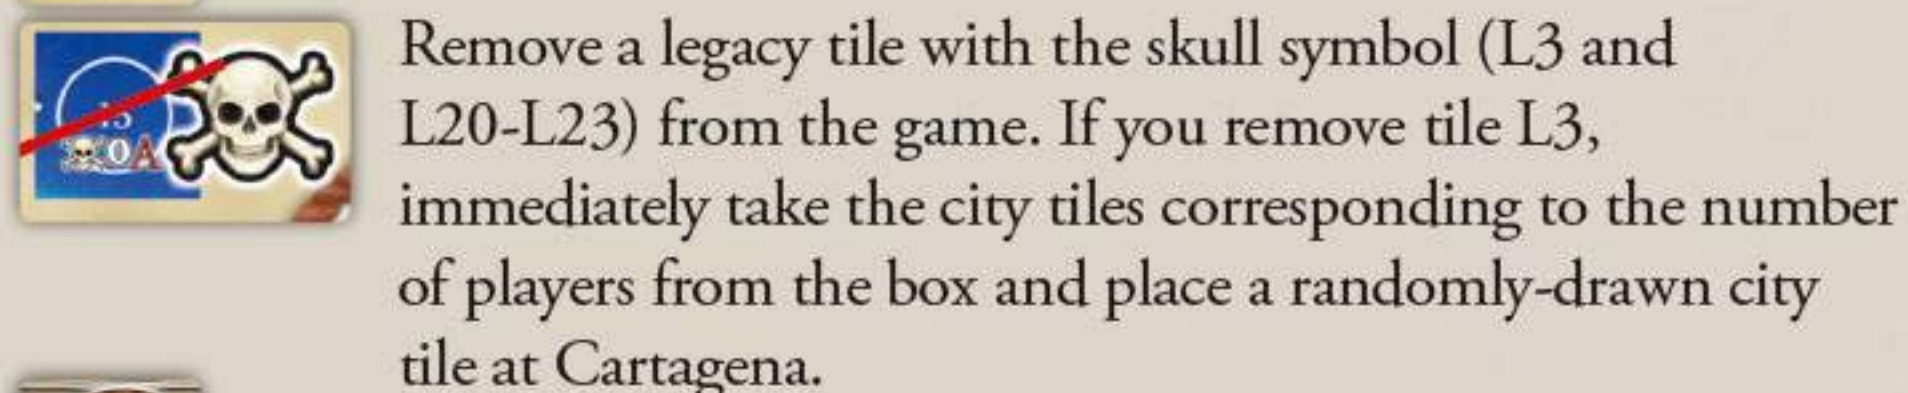 Remove a legacy tile with the skull symbol (L3 and
L20-L23) from the game. If you remove tile L3,
immediately take the city tiles corresponding to the number
of players from the box and place a randomly-drawn city
tile at Cartagena.